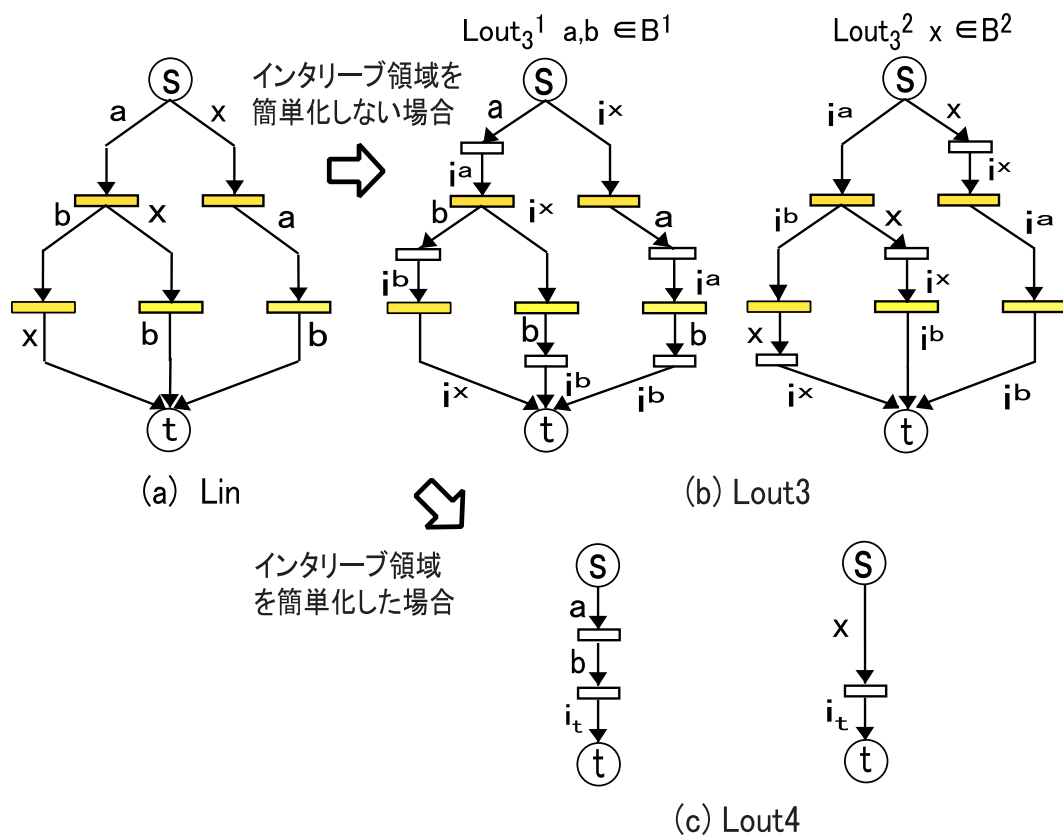 Lout₃¹ a,b ∈B¹
Lout₃² x ∈B²
インタリーブ領域を
簡単化しない場合
S
a
x
b
x
a
x
b
b
t
(a) Lin
S
a
iˣ
iᵃ
b
iˣ
a
iᵇ
iᵃ
b
b
iˣ
iᵇ
iᵇ
t
S
iᵃ
x
iˣ
iᵇ
x
iᵃ
iˣ
x
iᵇ
iˣ
iᵇ
t
(b) Lout3
インタリーブ領域
を簡単化した場合
S
a
b
iₜ
t
S
x
iₜ
t
(c) Lout4